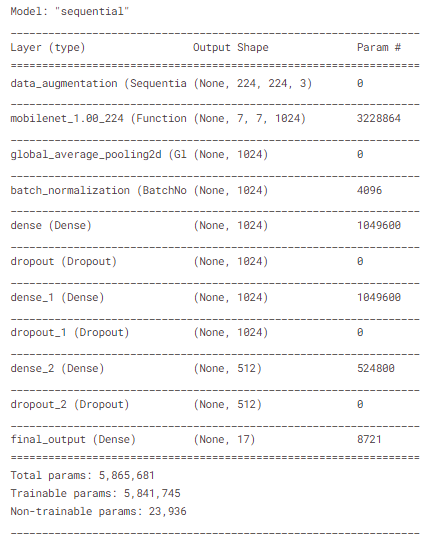 Model: "sequential"
_________________________________________________________________
Layer (type)                 Output Shape              Param #
=================================================================
data_augmentation (Sequentia (None, 224, 224, 3)       0
_________________________________________________________________
mobilenet_1.00_224 (Function (None, 7, 7, 1024)        3228864
_________________________________________________________________
global_average_pooling2d (Gl (None, 1024)              0
_________________________________________________________________
batch_normalization (BatchNo (None, 1024)              4096
_________________________________________________________________
dense (Dense)                (None, 1024)              1049600
_________________________________________________________________
dropout (Dropout)            (None, 1024)              0
_________________________________________________________________
dense_1 (Dense)              (None, 1024)              1049600
_________________________________________________________________
dropout_1 (Dropout)          (None, 1024)              0
_________________________________________________________________
dense_2 (Dense)              (None, 512)               524800
_________________________________________________________________
dropout_2 (Dropout)          (None, 512)               0
_________________________________________________________________
final_output (Dense)         (None, 17)                8721
=================================================================
Total params: 5,865,681
Trainable params: 5,841,745
Non-trainable params: 23,936
_________________________________________________________________